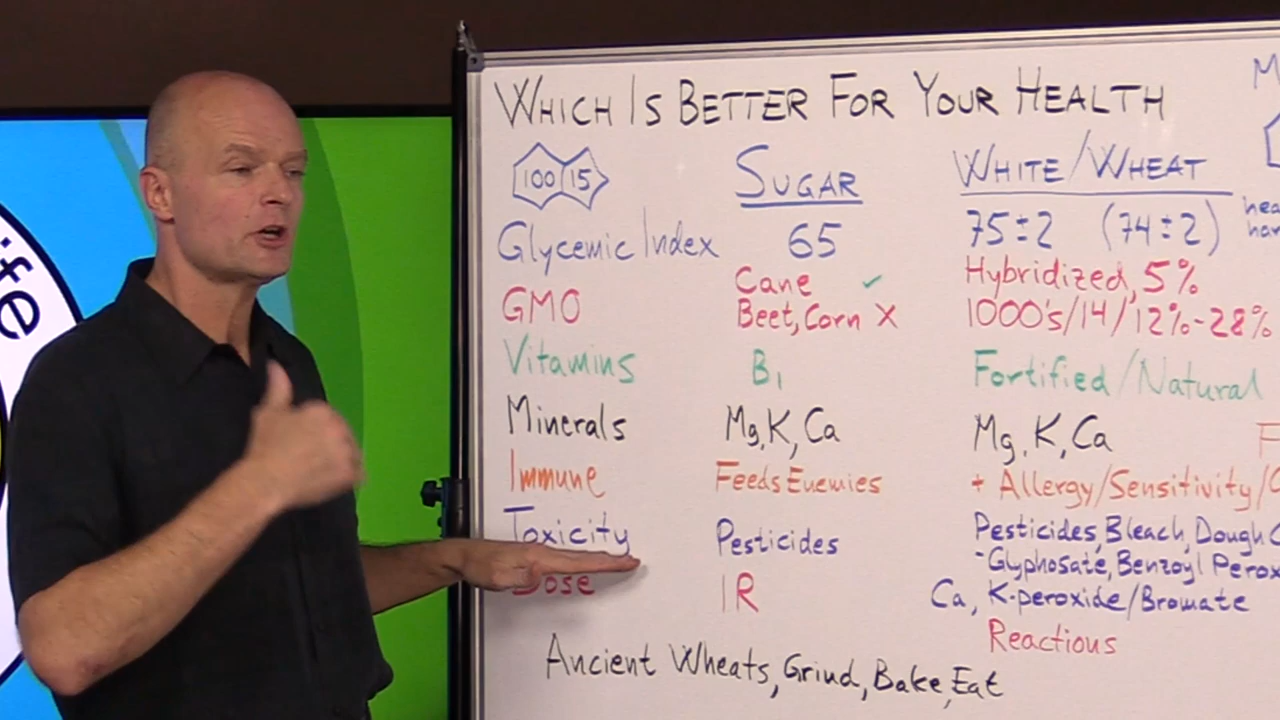 WHICH IS BETTER FOR YOUR HEALTH
100 15 SUGAR WHITE/WHEAT
Glycemic Index 65 75±2 (74±2)
GMO Cane ✓ Hybridized, 5%
Beet, Corn X 1000's/14/12%-28%
Vitamins B1 Fortified/Natural
Minerals Mg, K, Ca Mg, K, Ca
Immune Feeds Enemies + Allergy/Sensitivity/
Toxicity Pesticides Pesticides, Bleach, Dough C
-Glyphosate, Benzoyl Perox
Ca, K-peroxide/Bromate
Dose IR Reactions
Ancient Wheats, Grind, Bake, Eat
ife